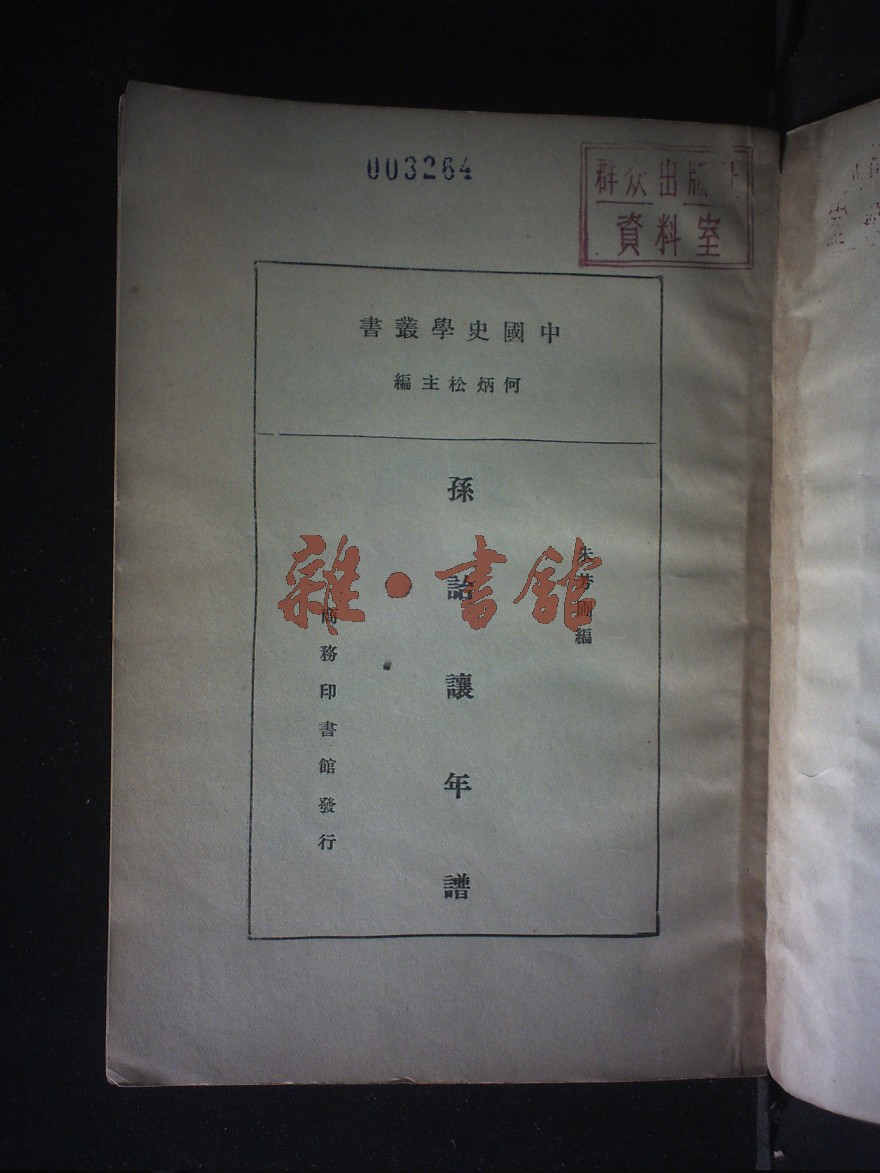 003264
群众出版
資料室
中國史學叢書
何炳松主編
朱芳圃編
孫詒讓年譜
商務印書館發行
雜·書館